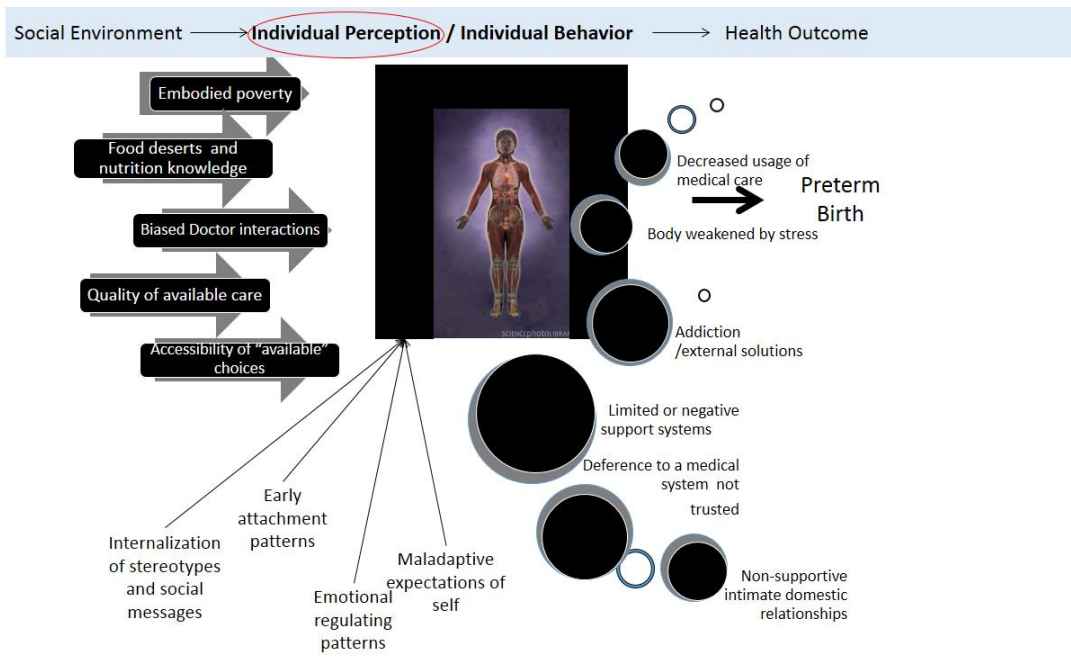 Social Environment
Individual Perception / Individual Behavior
Health Outcome
Embodied poverty
Food deserts and
nutrition knowledge
Biased Doctor interactions
Quality of available care
Accessibility of “available”
choices
SCIENCEphotoLIBRAR
Decreased usage of
medical care
Preterm
Birth
Body weakened by stress
Addiction
/external solutions
Limited or negative
support systems
Deference to a medical
system not
trusted
Non-supportive
intimate domestic
relationships
Internalization
of stereotypes
and social
messages
Early
attachment
patterns
Emotional
regulating
patterns
Maladaptive
expectations of
self